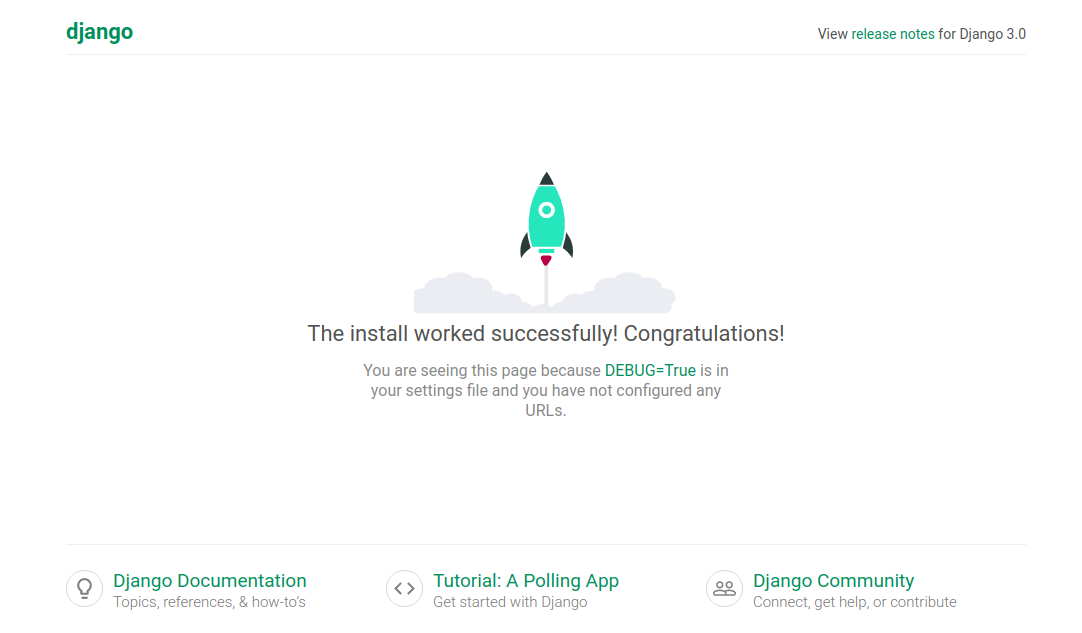 django
View release notes for Django 3.0
The install worked successfully! Congratulations!
You are seeing this page because DEBUG=True is in
your settings file and you have not configured any
URLs.
Django Documentation
Topics, references, & how-to's
Tutorial: A Polling App
Get started with Django
Django Community
Connect, get help, or contribute